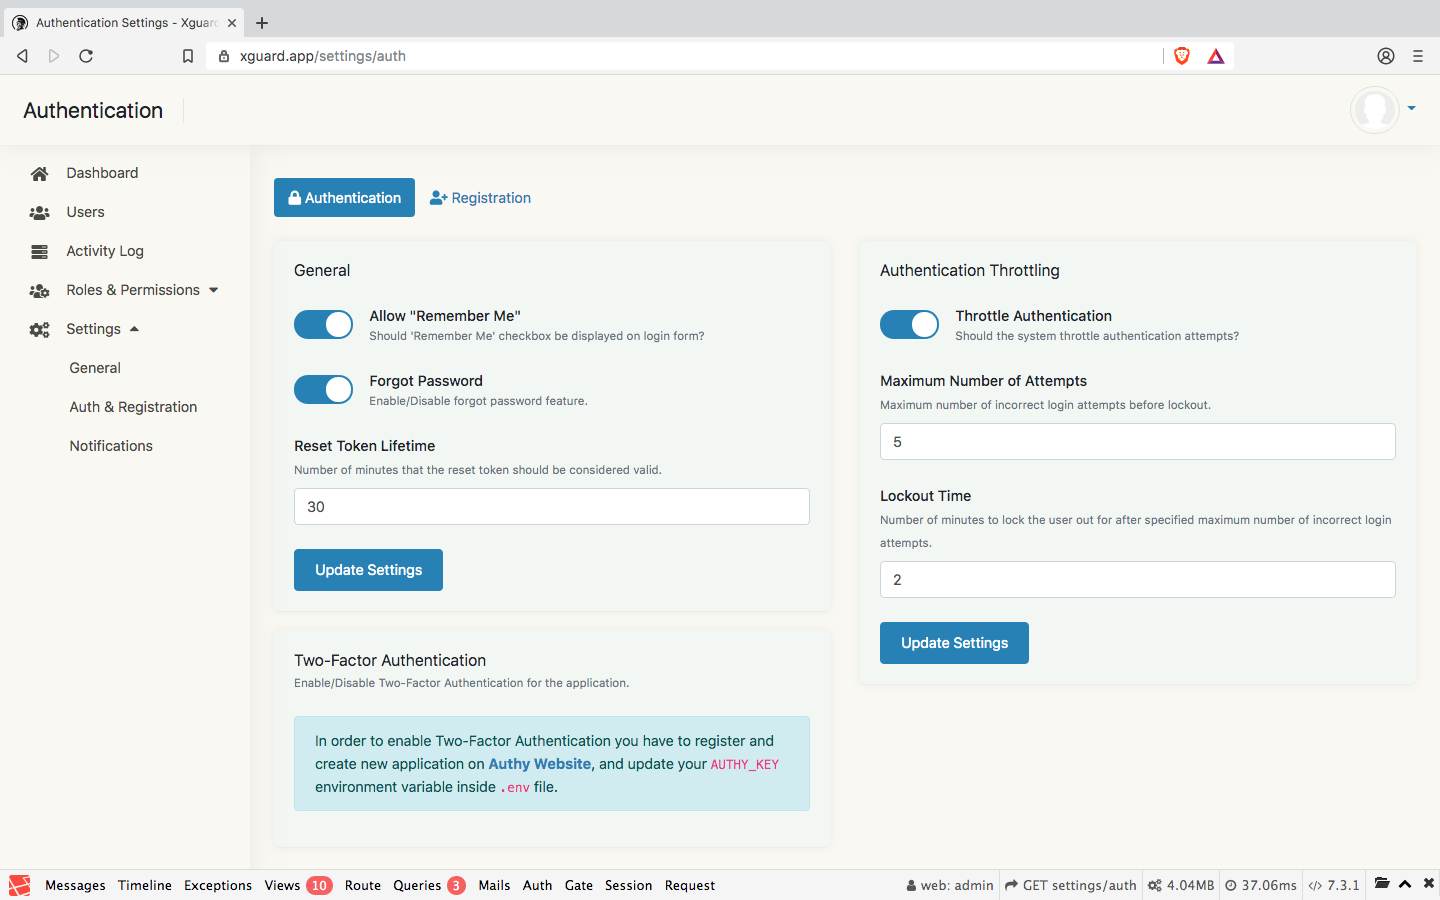 Authentication Settings - Xguar
xguard.app/settings/auth
Authentication
Dashboard
Users
Activity Log
Roles & Permissions
Settings
General
Auth & Registration
Notifications
Authentication
Registration
General
Allow "Remember Me"
Should 'Remember Me' checkbox be displayed on login form?
Forgot Password
Enable/Disable forgot password feature.
Reset Token Lifetime
Number of minutes that the reset token should be considered valid.
30
Update Settings
Two-Factor Authentication
Enable/Disable Two-Factor Authentication for the application.
In order to enable Two-Factor Authentication you have to register and
create new application on Authy Website, and update your AUTHY_KEY
environment variable inside .env file.
Authentication Throttling
Throttle Authentication
Should the system throttle authentication attempts?
Maximum Number of Attempts
Maximum number of incorrect login attempts before lockout.
5
Lockout Time
Number of minutes to lock the user out for after specified maximum number of incorrect login
attempts.
2
Update Settings
Messages Timeline Exceptions Views 10 Route Queries 3 Mails Auth Gate Session Request web: admin GET settings/auth 4.04MB 37.06ms 7.3.1